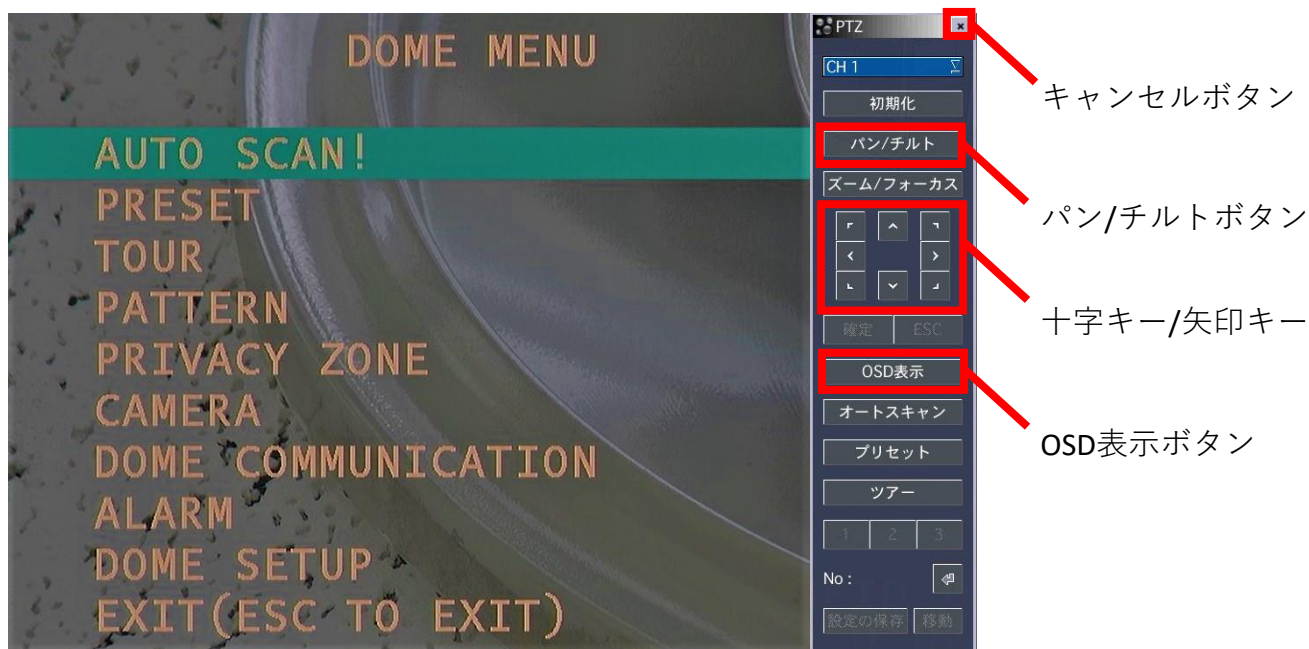 DOME MENU
AUTO SCAN!
PRESET
TOUR
PATTERN
PRIVACY ZONE
CAMERA
DOME COMMUNICATION
ALARM
DOME SETUP
EXIT(ESC TO EXIT)
PTZ
CH 1
初期化
パン/チルト
ズーム/フォーカス
確定 ESC
OSD表示
オートスキャン
プリセット
ツアー
1 2 3
No :
設定の保存 移動
キャンセルボタン
パン/チルトボタン
十字キー/矢印キー
OSD表示ボタン